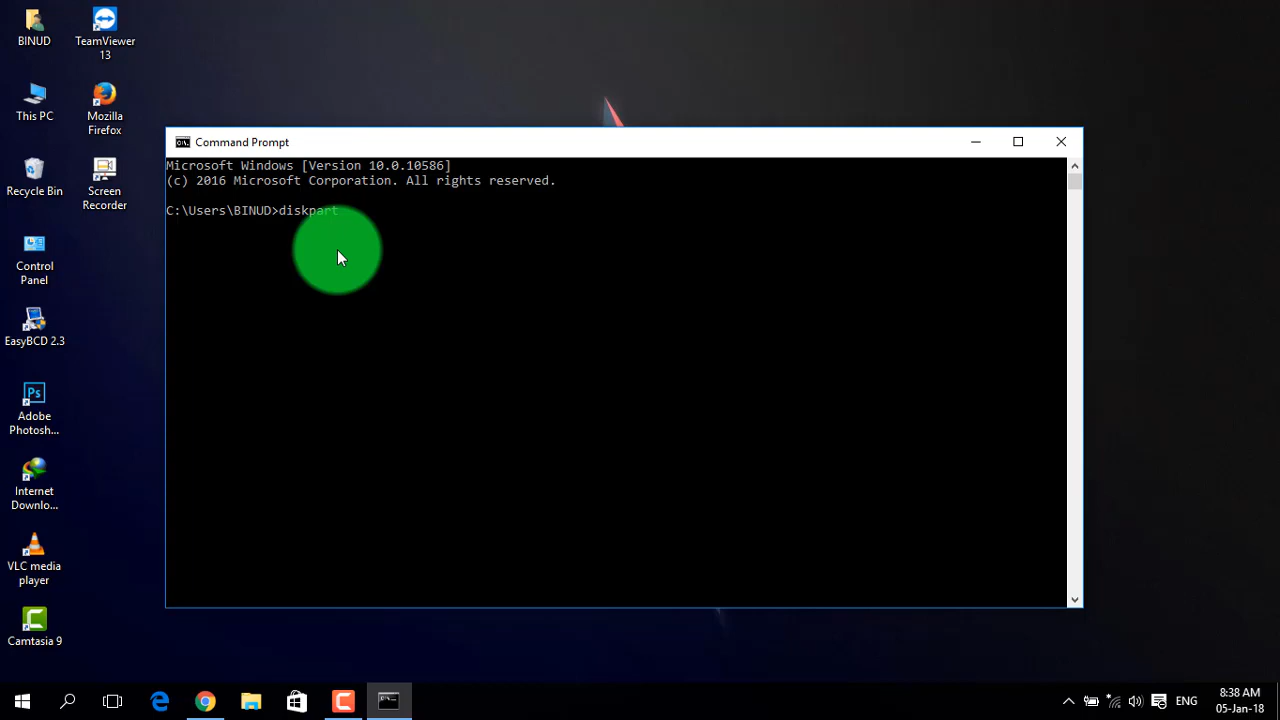 BINUD
TeamViewer
13
This PC
Mozilla
Firefox
Recycle Bin
Screen
Recorder
Control
Panel
EasyBCD 2.3
Ps
Adobe
Photosh...
Internet
Downlo...
VLC media
player
Camtasia 9
Command Prompt
Microsoft Windows [Version 10.0.10586]
(c) 2016 Microsoft Corporation. All rights reserved.
C:\Users\BINUD>diskpart
ENG
8:38 AM
05-Jan-18